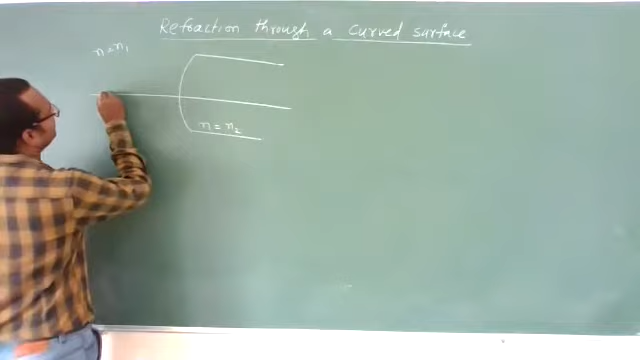 Refraction through a curved surface
n = n₁
n = n₂